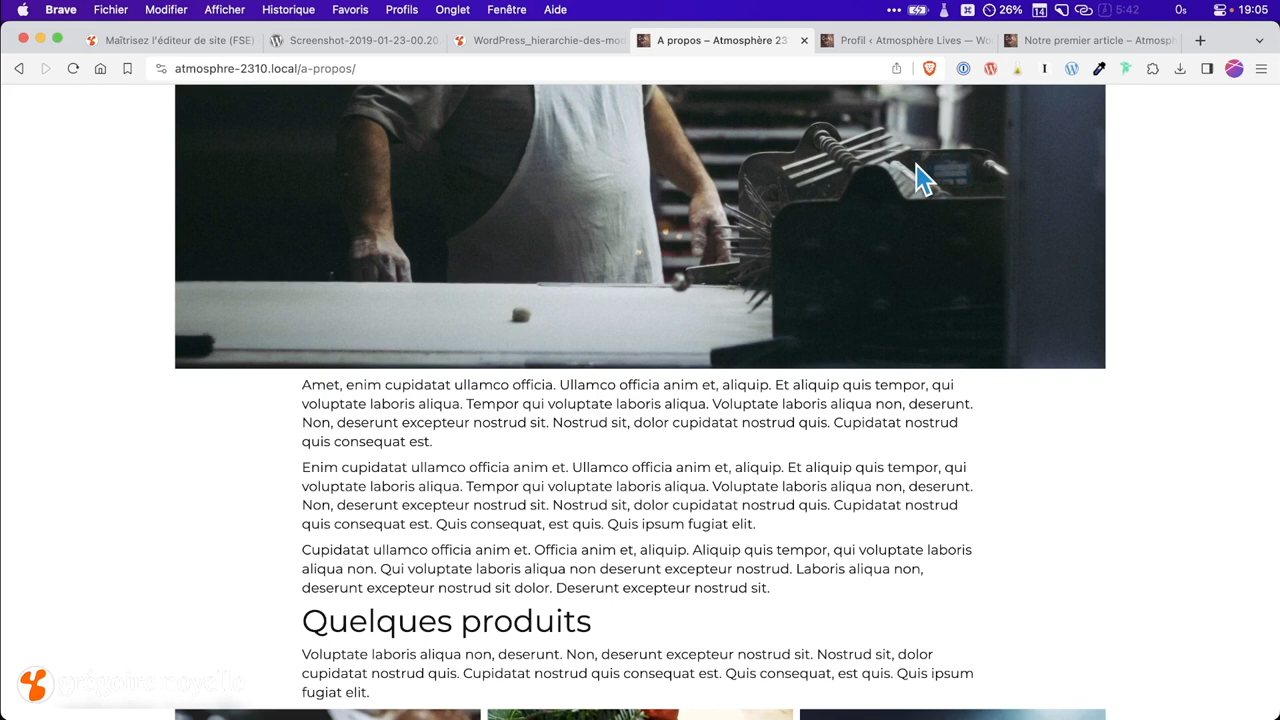 Brave Fichier Modifier Afficher Historique Favoris Profils Onglet Fenêtre Aide ••• 26% 14 5:42 0s 19:05
Maîtrisez l'éditeur de site (FSE) Screenshot-2019-01-23-00.20 WordPress_hierarchie-des-mod A propos – Atmosphère 23 Profil ‹ Atmosphère Lives — Wo Notre premier article – Atmosph
atmosphre-2310.local/a-propos/
Amet, enim cupidatat ullamco officia. Ullamco officia anim et, aliquip. Et aliquip quis tempor, qui
voluptate laboris aliqua. Tempor qui voluptate laboris aliqua. Voluptate laboris aliqua non, deserunt.
Non, deserunt excepteur nostrud sit. Nostrud sit, dolor cupidatat nostrud quis. Cupidatat nostrud
quis consequat est.
Enim cupidatat ullamco officia anim et. Ullamco officia anim et, aliquip. Et aliquip quis tempor, qui
voluptate laboris aliqua. Tempor qui voluptate laboris aliqua. Voluptate laboris aliqua non, deserunt.
Non, deserunt excepteur nostrud sit. Nostrud sit, dolor cupidatat nostrud quis. Cupidatat nostrud
quis consequat est. Quis consequat, est quis. Quis ipsum fugiat elit.
Cupidatat ullamco officia anim et. Officia anim et, aliquip. Aliquip quis tempor, qui voluptate laboris
aliqua non. Qui voluptate laboris aliqua non deserunt excepteur nostrud. Laboris aliqua non,
deserunt excepteur nostrud sit dolor. Deserunt excepteur nostrud sit.
Quelques produits
Voluptate laboris aliqua non, deserunt. Non, deserunt excepteur nostrud sit. Nostrud sit, dolor
cupidatat nostrud quis. Cupidatat nostrud quis consequat est. Quis consequat, est quis. Quis ipsum
fugiat elit.
grégoire noyelle